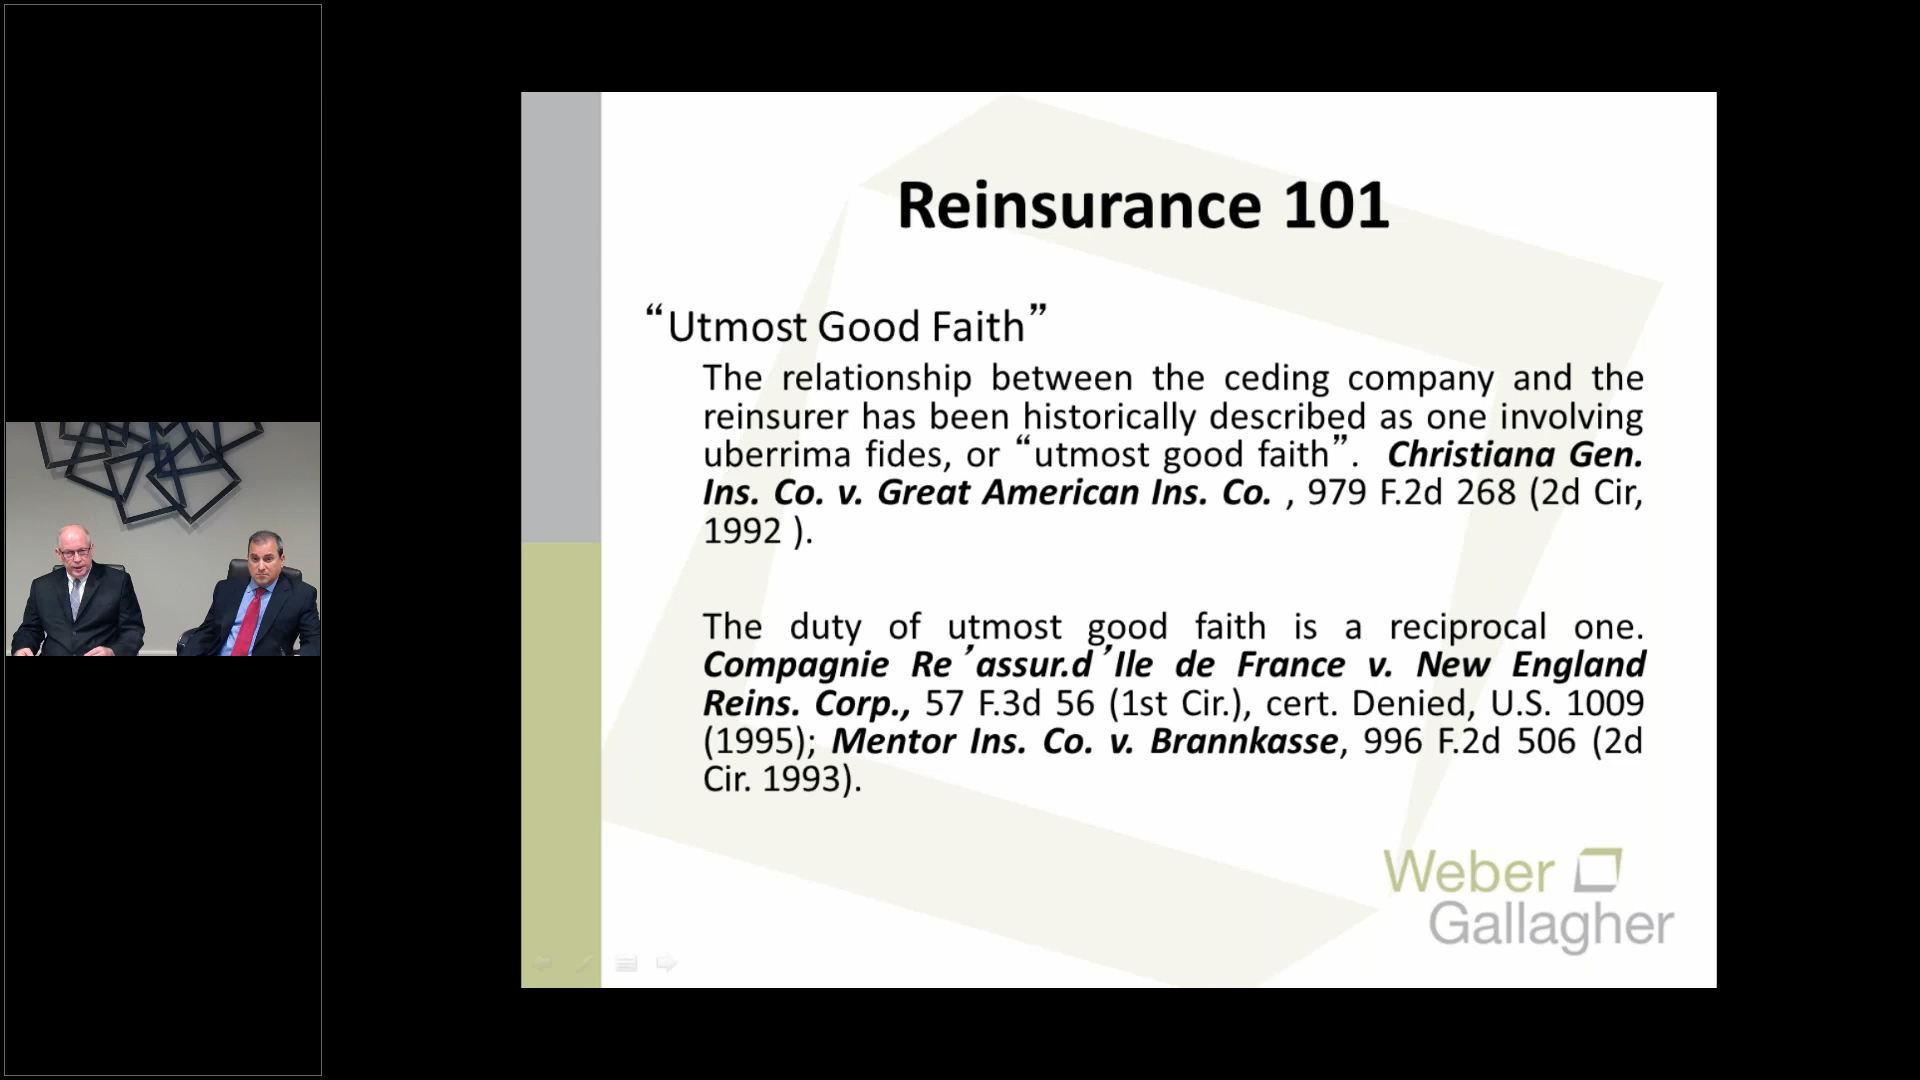 Reinsurance 101
“Utmost Good Faith”
The relationship between the ceding company and the
reinsurer has been historically described as one involving
uberrima fides, or “utmost good faith”. Christiana Gen.
Ins. Co. v. Great American Ins. Co. , 979 F.2d 268 (2d Cir,
1992 ).
The duty of utmost good faith is a reciprocal one.
Compagnie Re ’assur.d ’Ile de France v. New England
Reins. Corp., 57 F.3d 56 (1st Cir.), cert. Denied, U.S. 1009
(1995); Mentor Ins. Co. v. Brannkasse, 996 F.2d 506 (2d
Cir. 1993).
Weber
Gallagher